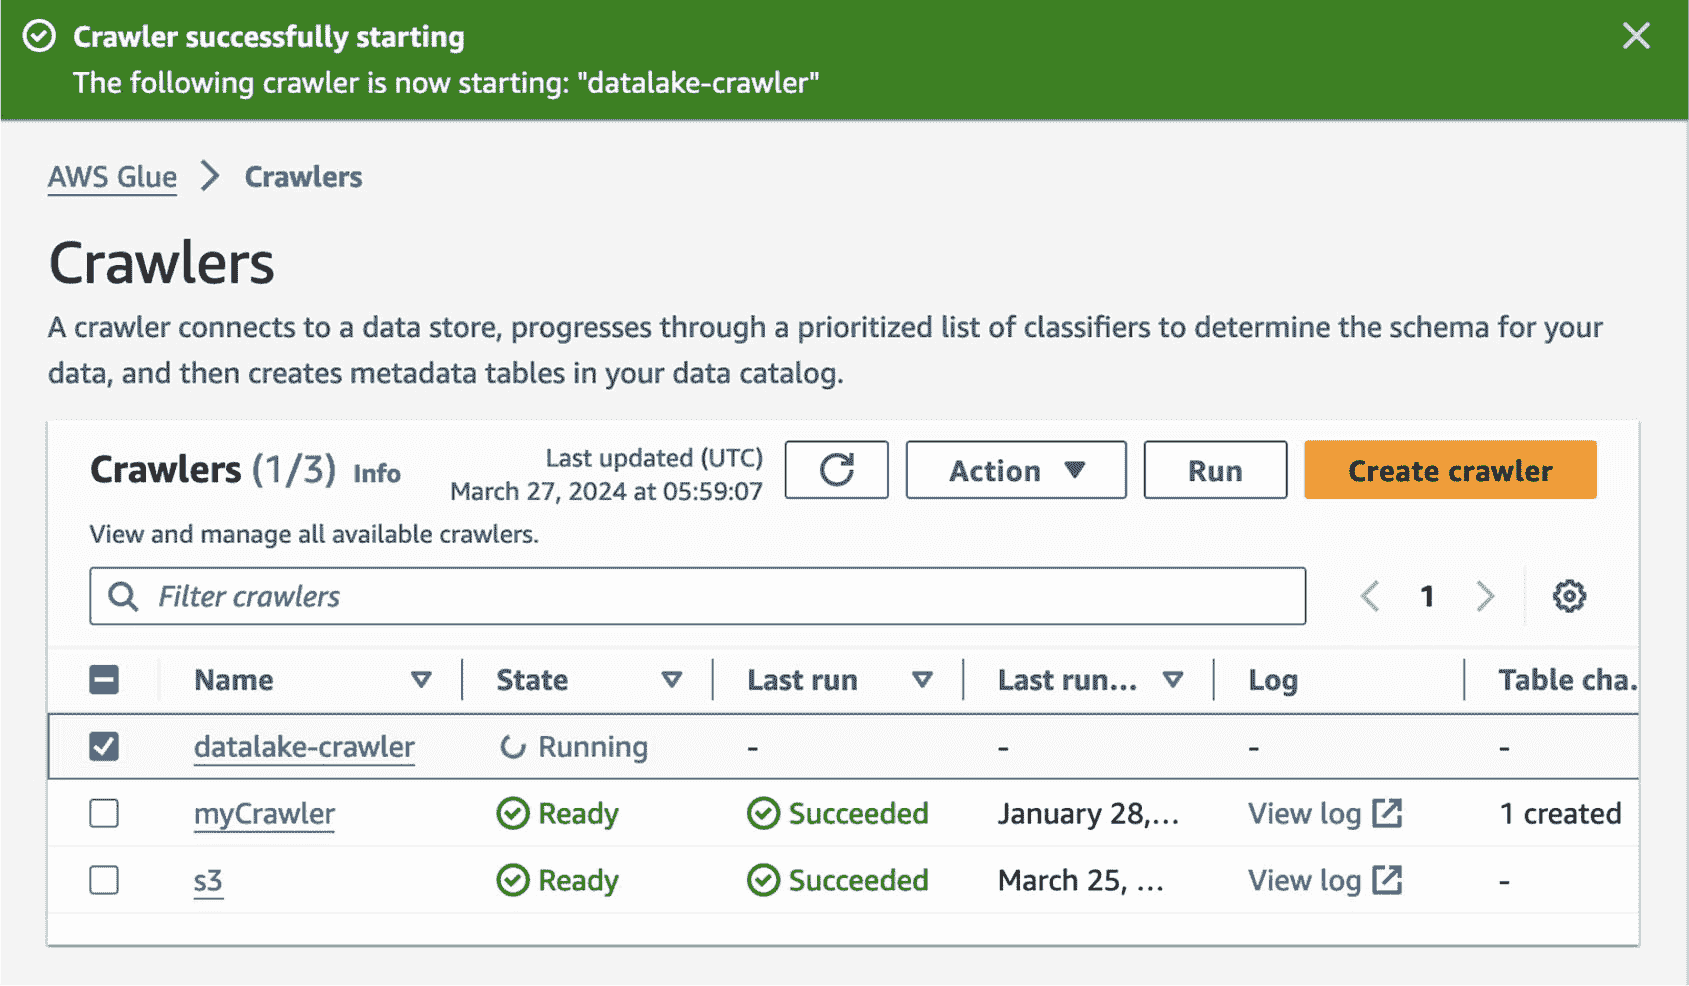 Crawler successfully starting
The following crawler is now starting: "datalake-crawler"
AWS Glue Crawlers
Crawlers
A crawler connects to a data store, progresses through a prioritized list of classifiers to determine the schema for your
data, and then creates metadata tables in your data catalog.
Crawlers (1/3) Info
Last updated (UTC)
March 27, 2024 at 05:59:07
Action Run Create crawler
View and manage all available crawlers.
Filter crawlers 1
Name State Last run Last run... Log Table cha.
datalake-crawler Running - - - -
myCrawler Ready Succeeded January 28,... View log 1 created
s3 Ready Succeeded March 25, ... View log -